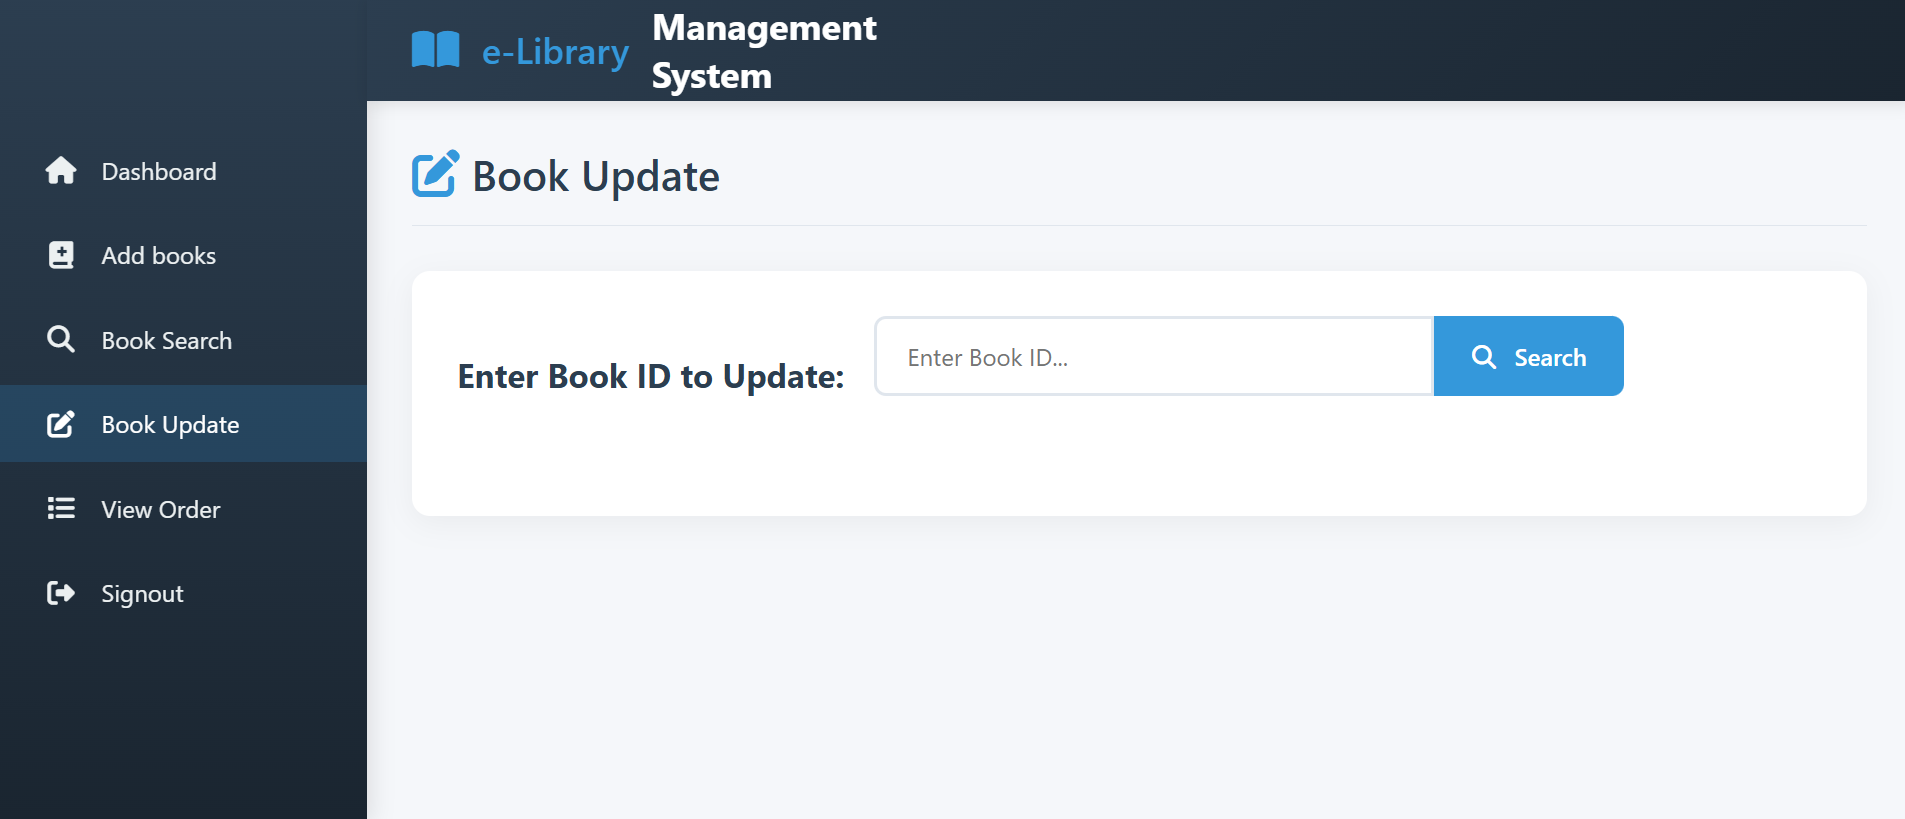 e-Library
Management
System
Dashboard
Add books
Book Search
Book Update
View Order
Signout
Book Update
Enter Book ID to Update:
Enter Book ID...
Search